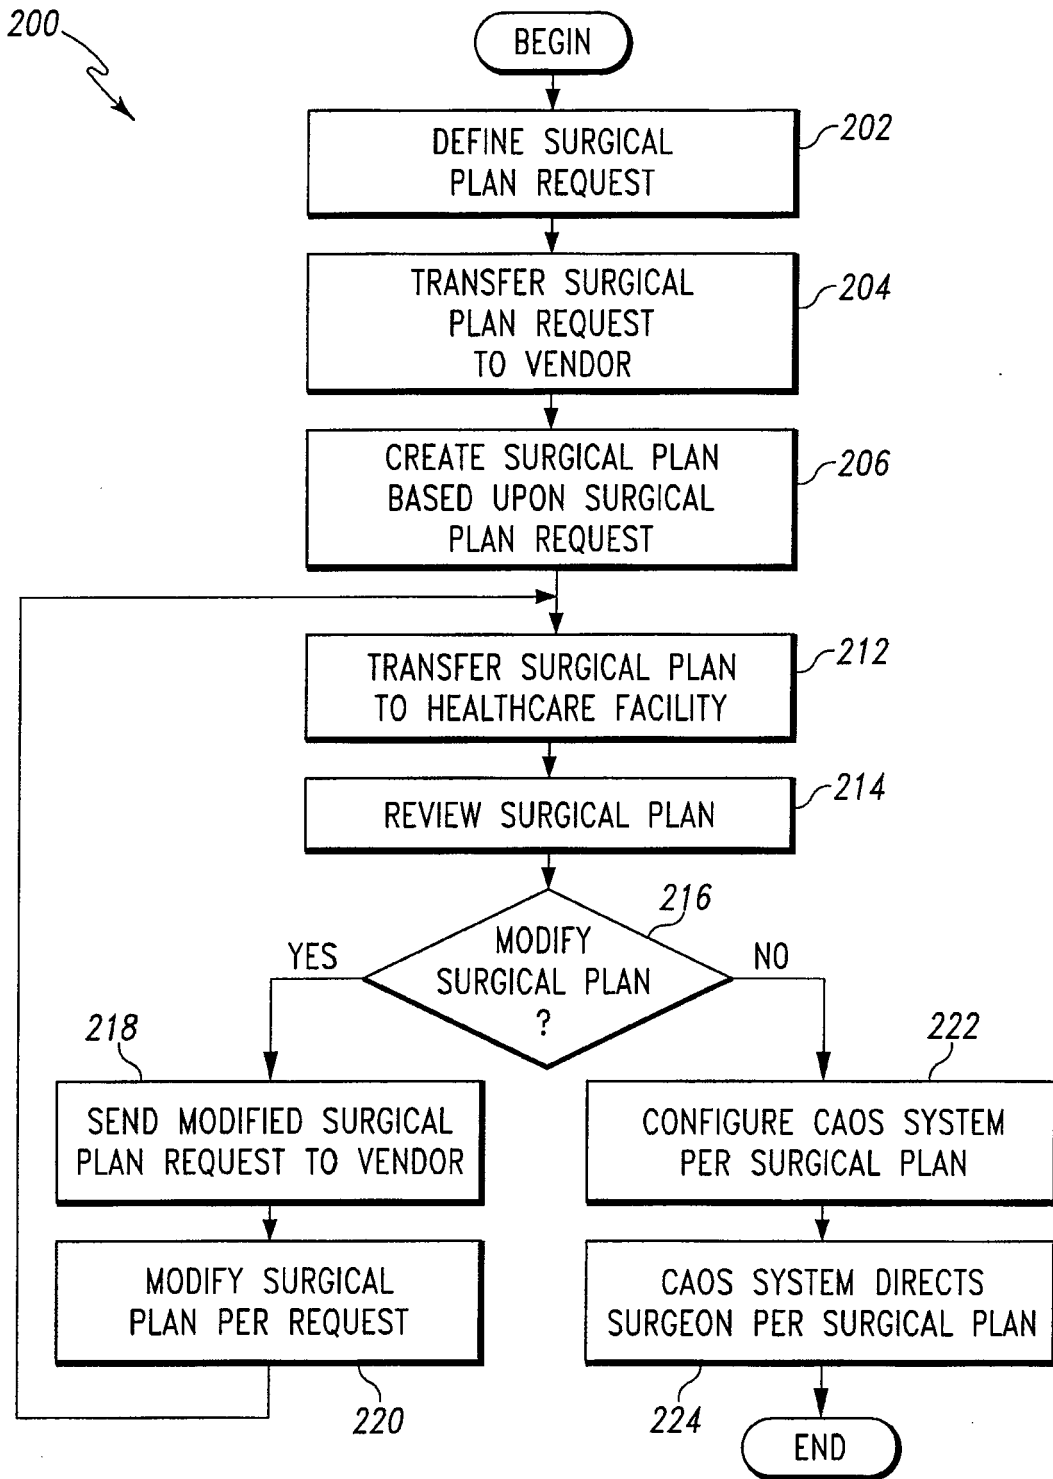 200
BEGIN
DEFINE SURGICAL
PLAN REQUEST
202
TRANSFER SURGICAL
PLAN REQUEST
TO VENDOR
204
CREATE SURGICAL PLAN
BASED UPON SURGICAL
PLAN REQUEST
206
TRANSFER SURGICAL PLAN
TO HEALTHCARE FACILITY
212
REVIEW SURGICAL PLAN
214
MODIFY
SURGICAL PLAN
?
216
YES
NO
218
SEND MODIFIED SURGICAL
PLAN REQUEST TO VENDOR
MODIFY SURGICAL
PLAN PER REQUEST
220
222
CONFIGURE CAOS SYSTEM
PER SURGICAL PLAN
CAOS SYSTEM DIRECTS
SURGEON PER SURGICAL PLAN
224
END